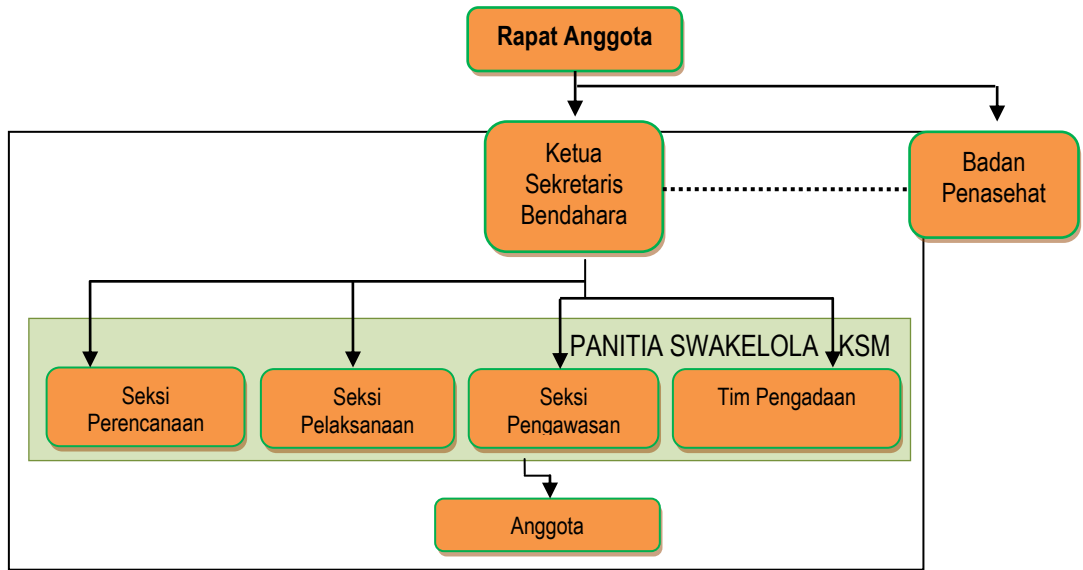 Rapat Anggota
Ketua
Sekretaris
Bendahara
Badan
Penasehat
PANITIA SWAKELOLA KSM
Seksi
Perencanaan
Seksi
Pelaksanaan
Seksi
Pengawasan
Tim Pengadaan
Anggota